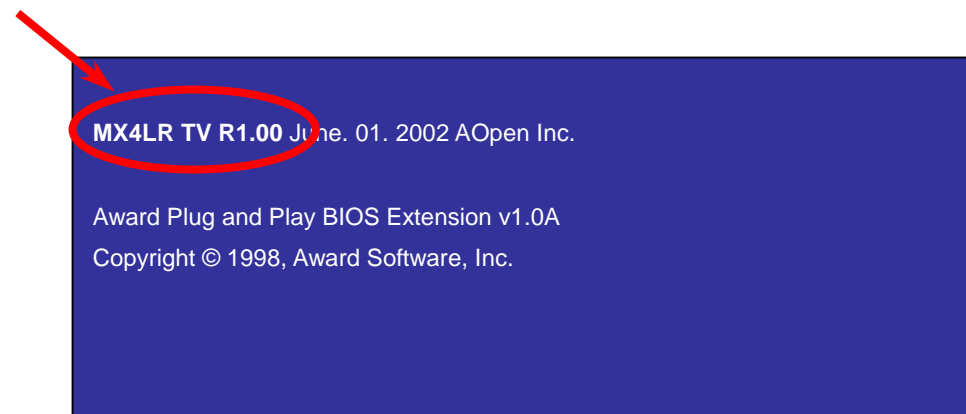 MX4LR TV R1.00 June. 01. 2002 AOpen Inc.
Award Plug and Play BIOS Extension v1.0A
Copyright © 1998, Award Software, Inc.